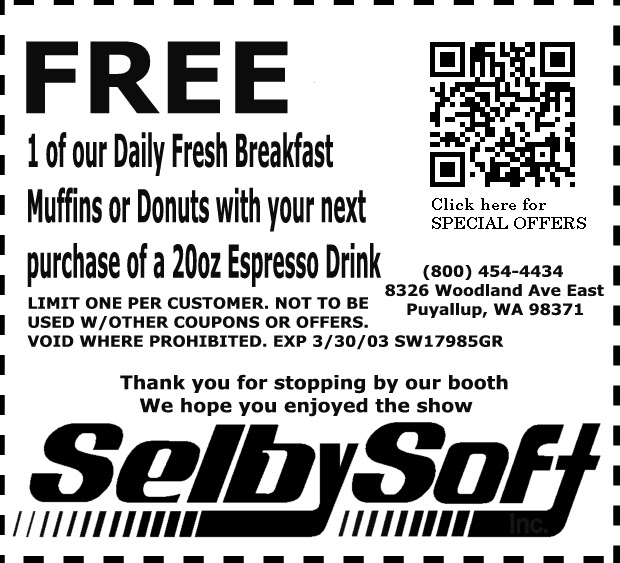 FREE
1 of our Daily Fresh Breakfast
Muffins or Donuts with your next
purchase of a 20oz Espresso Drink
LIMIT ONE PER CUSTOMER. NOT TO BE
USED W/OTHER COUPONS OR OFFERS.
VOID WHERE PROHIBITED. EXP 3/30/03 SW17985GR
Click here for
SPECIAL OFFERS
(800) 454-4434
8326 Woodland Ave East
Puyallup, WA 98371
Thank you for stopping by our booth
We hope you enjoyed the show
SelbySoft
Inc.